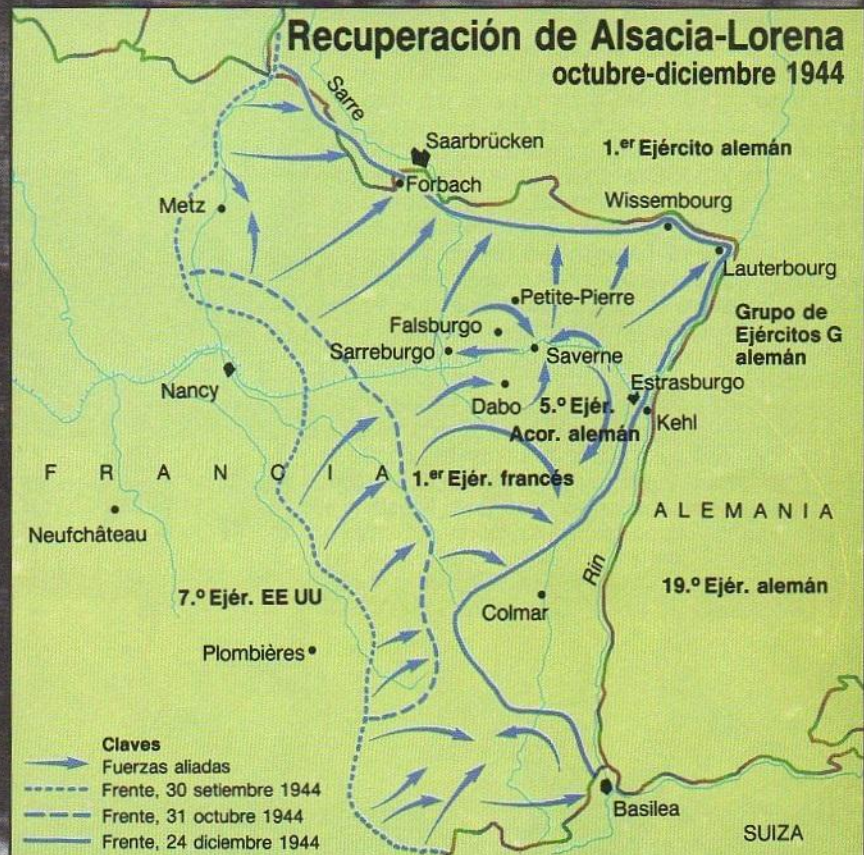 Recuperación de Alsacia-Lorena
octubre-diciembre 1944
Sarre
Saarbrücken
1.er Ejército alemán
Forbach
Wissembourg
Metz
Lauterbourg
Petite-Pierre
Grupo de
Ejércitos G
alemán
Falsburgo
Sarreburgo
Saverne
Nancy
Estrasburgo
Dabo
5.º Ejér.
Acor. alemán
Kehl
FRANCIA
1.er Ejér. francés
ALEMANIA
Neufchâteau
Rin
7.º Ejér. EE UU
19.º Ejér. alemán
Colmar
Plombières
Claves
Fuerzas aliadas
Frente, 30 setiembre 1944
Frente, 31 octubre 1944
Frente, 24 diciembre 1944
Basilea
SUIZA